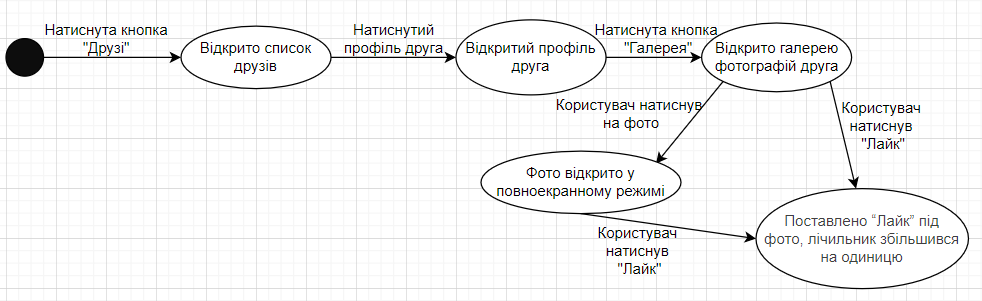 Натиснута кнопка
"Друзі"
Відкрито список
друзів
Натиснутий
профіль друга
Відкритий профіль
друга
Натиснута кнопка
"Галерея"
Відкрито галерею
фотографій друга
Користувач натиснув
на фото
Користувач
натиснув
"Лайк"
Фото відкрито у
повноекранному режимі
Користувач
натиснув
"Лайк"
Поставлено “Лайк” під
фото, лічильник збільшився
на одиницю